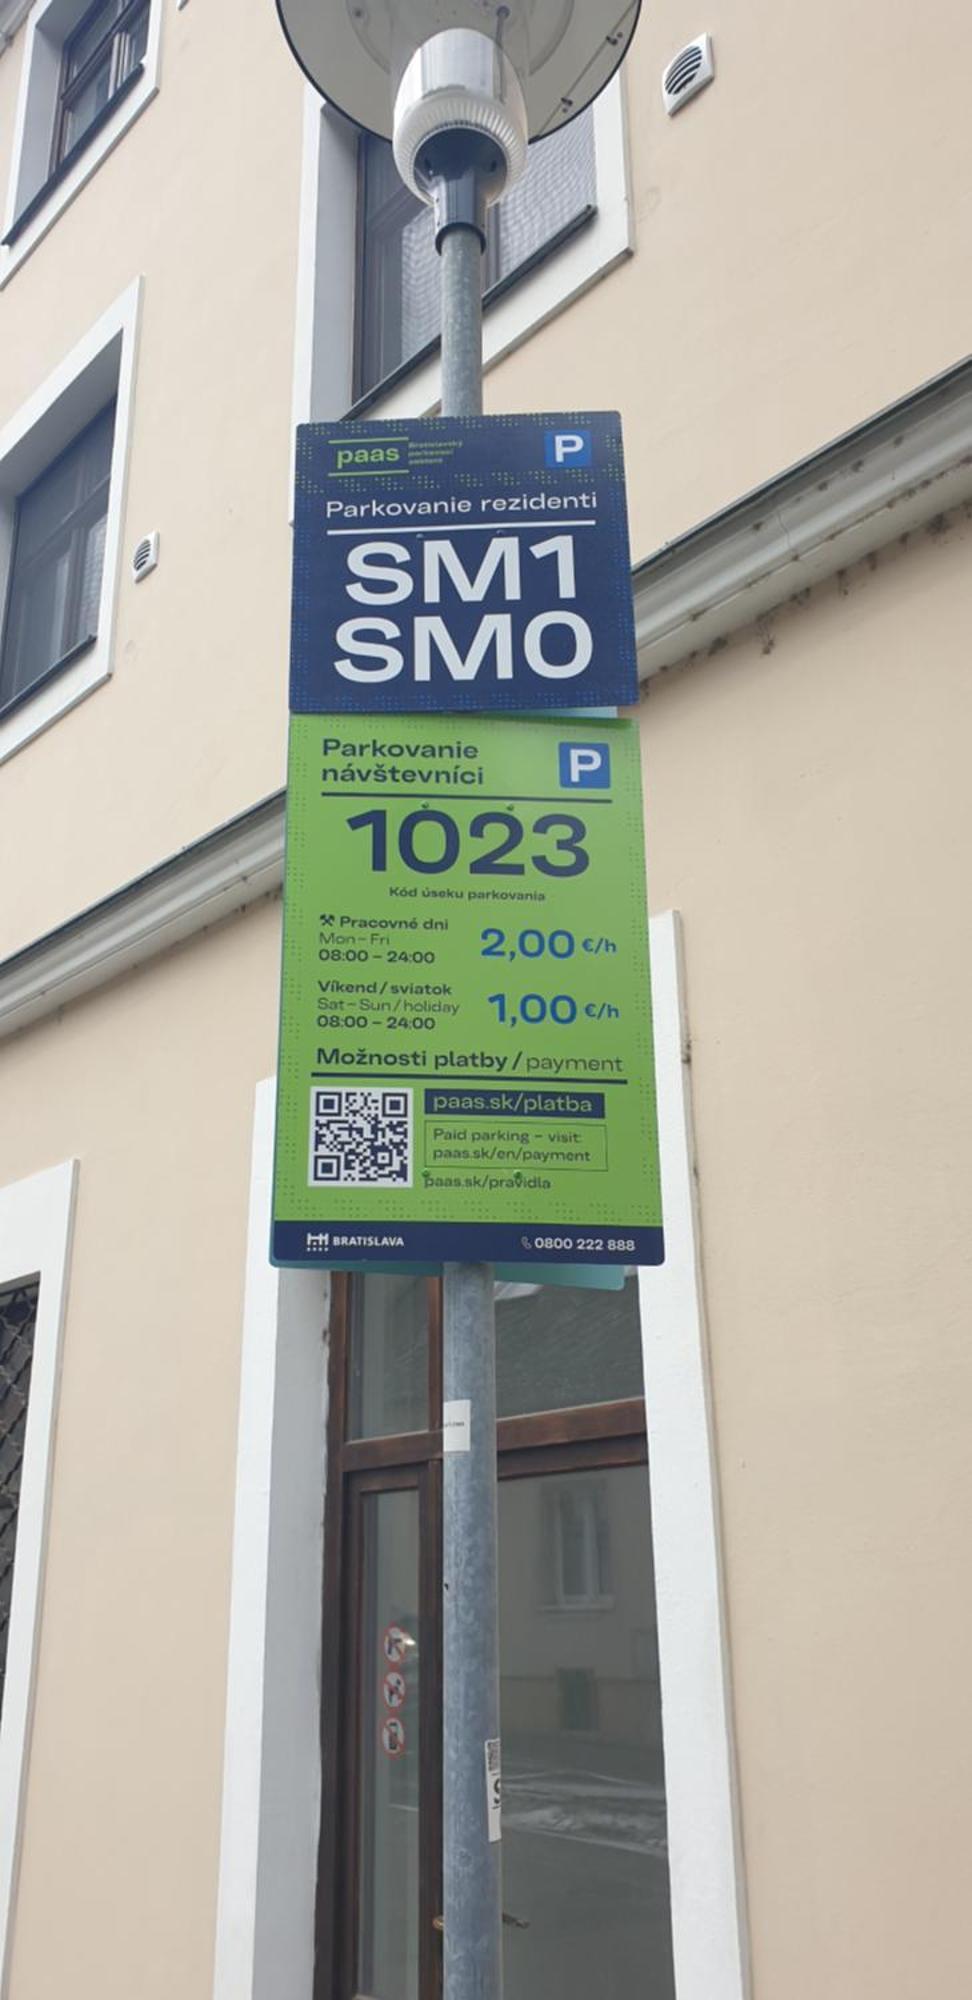 paas
Bratislavský
parkovací
asistent
P
Parkovanie rezidenti
SM1
SM0
Parkovanie
návštevníci
P
1023
Kód úseku parkovania
Pracovné dni
Mon – Fri
08:00 – 24:00
2,00 €/h
Víkend / sviatok
Sat – Sun / holiday
08:00 – 24:00
1,00 €/h
Možnosti platby / payment
paas.sk/platba
Paid parking – visit:
paas.sk/en/payment
paas.sk/pravidla
BRATISLAVA
0800 222 888